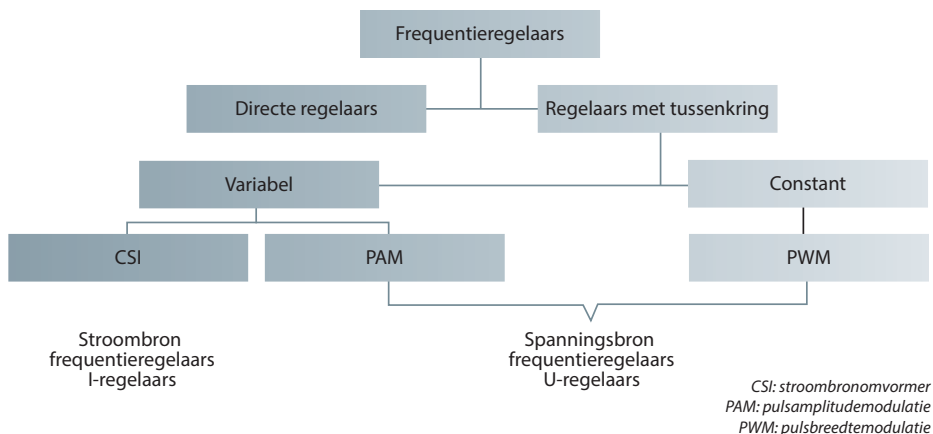 Frequentieregelaars
Directe regelaars
Regelaars met tussenkring
Variabel
Constant
CSI
PAM
PWM
Stroombron
frequentieregelaars
I-regelaars
Spanningsbron
frequentieregelaars
U-regelaars
CSI: stroombronomvormer
PAM: pulsamplitudemodulatie
PWM: pulsbreedtemodulatie